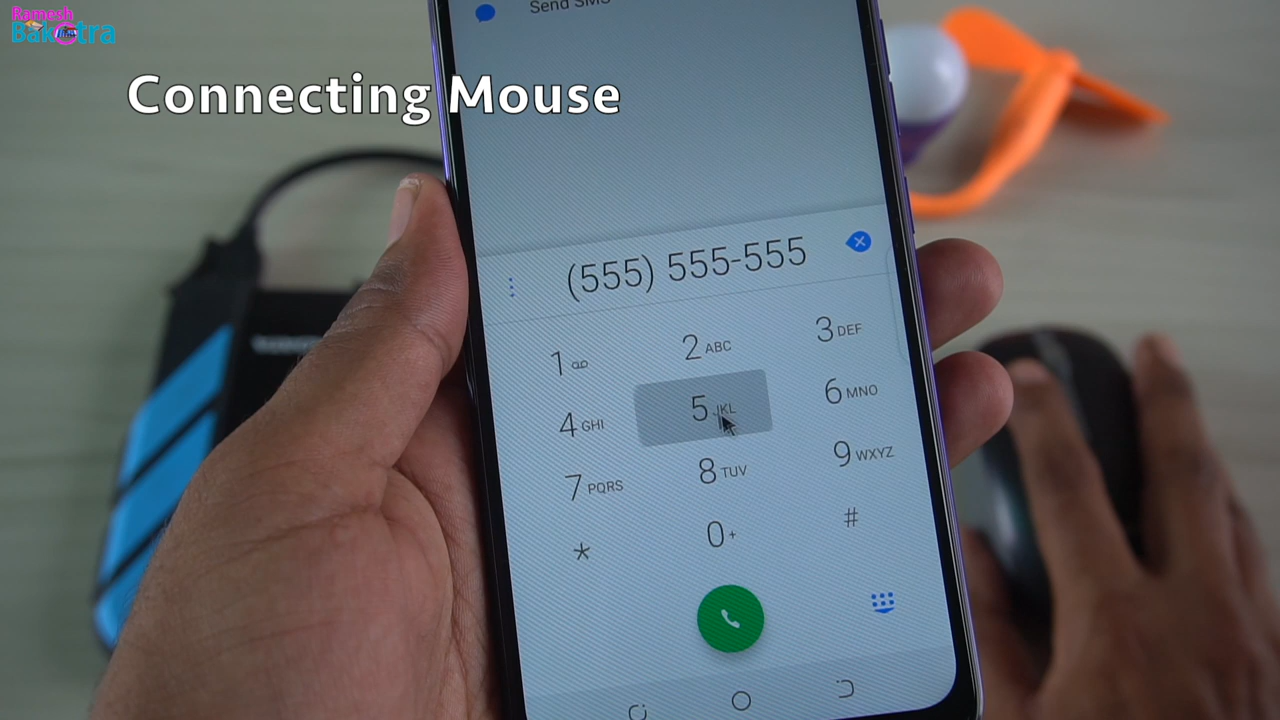 Ramesh
Bakotra
Send SMS
Connecting Mouse
(555) 555-555
1
2 ABC
3 DEF
4 GHI
5 JKL
6 MNO
7 PQRS
8 TUV
9 WXYZ
*
0 +
#